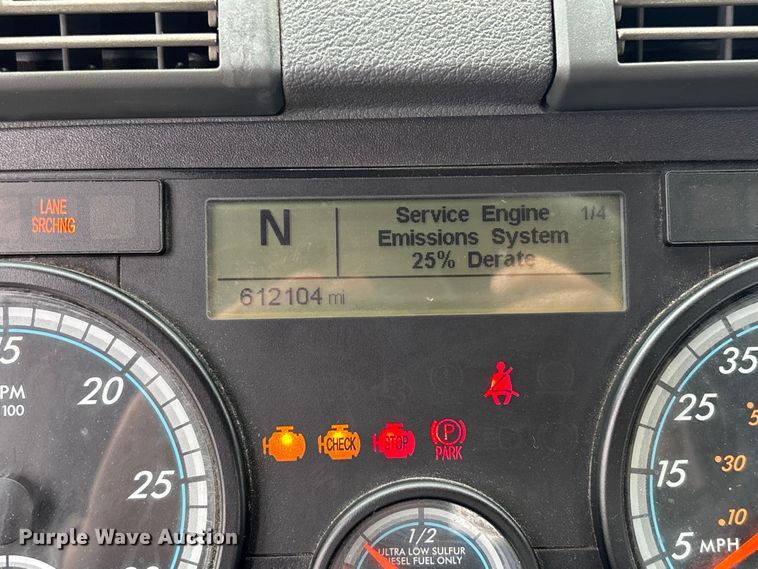 LANE
SRCHNG
N
Service Engine 1/4
Emissions System
25% Derate
612104 mi
CHECK
STOP
P
PARK
15
20
25
PM
100
35
25
15
5 MPH
30
10
1/2
ULTRA LOW SULFUR
DIESEL FUEL ONLY
Purple Wave Auction